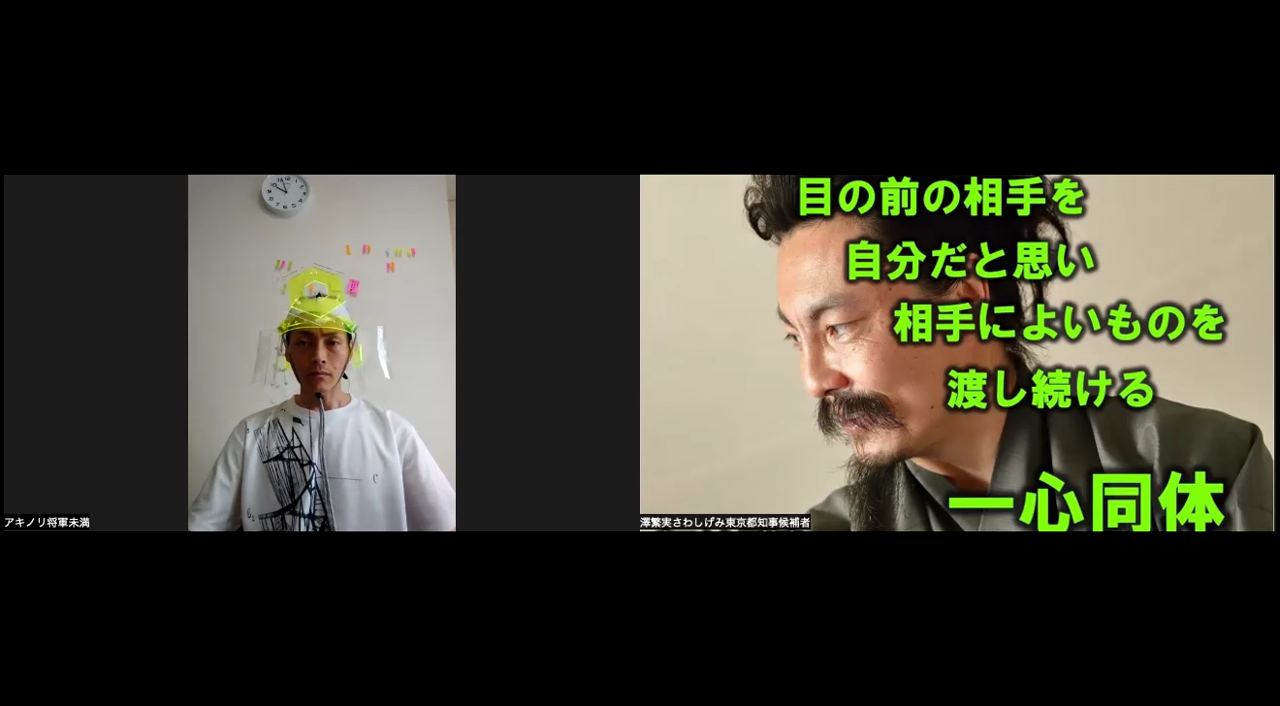 目の前の相手を
自分だと思い
相手によいものを
渡し続ける
一心同体
アキノリ将軍未満
澤繁実さわしげみ東京都知事候補者